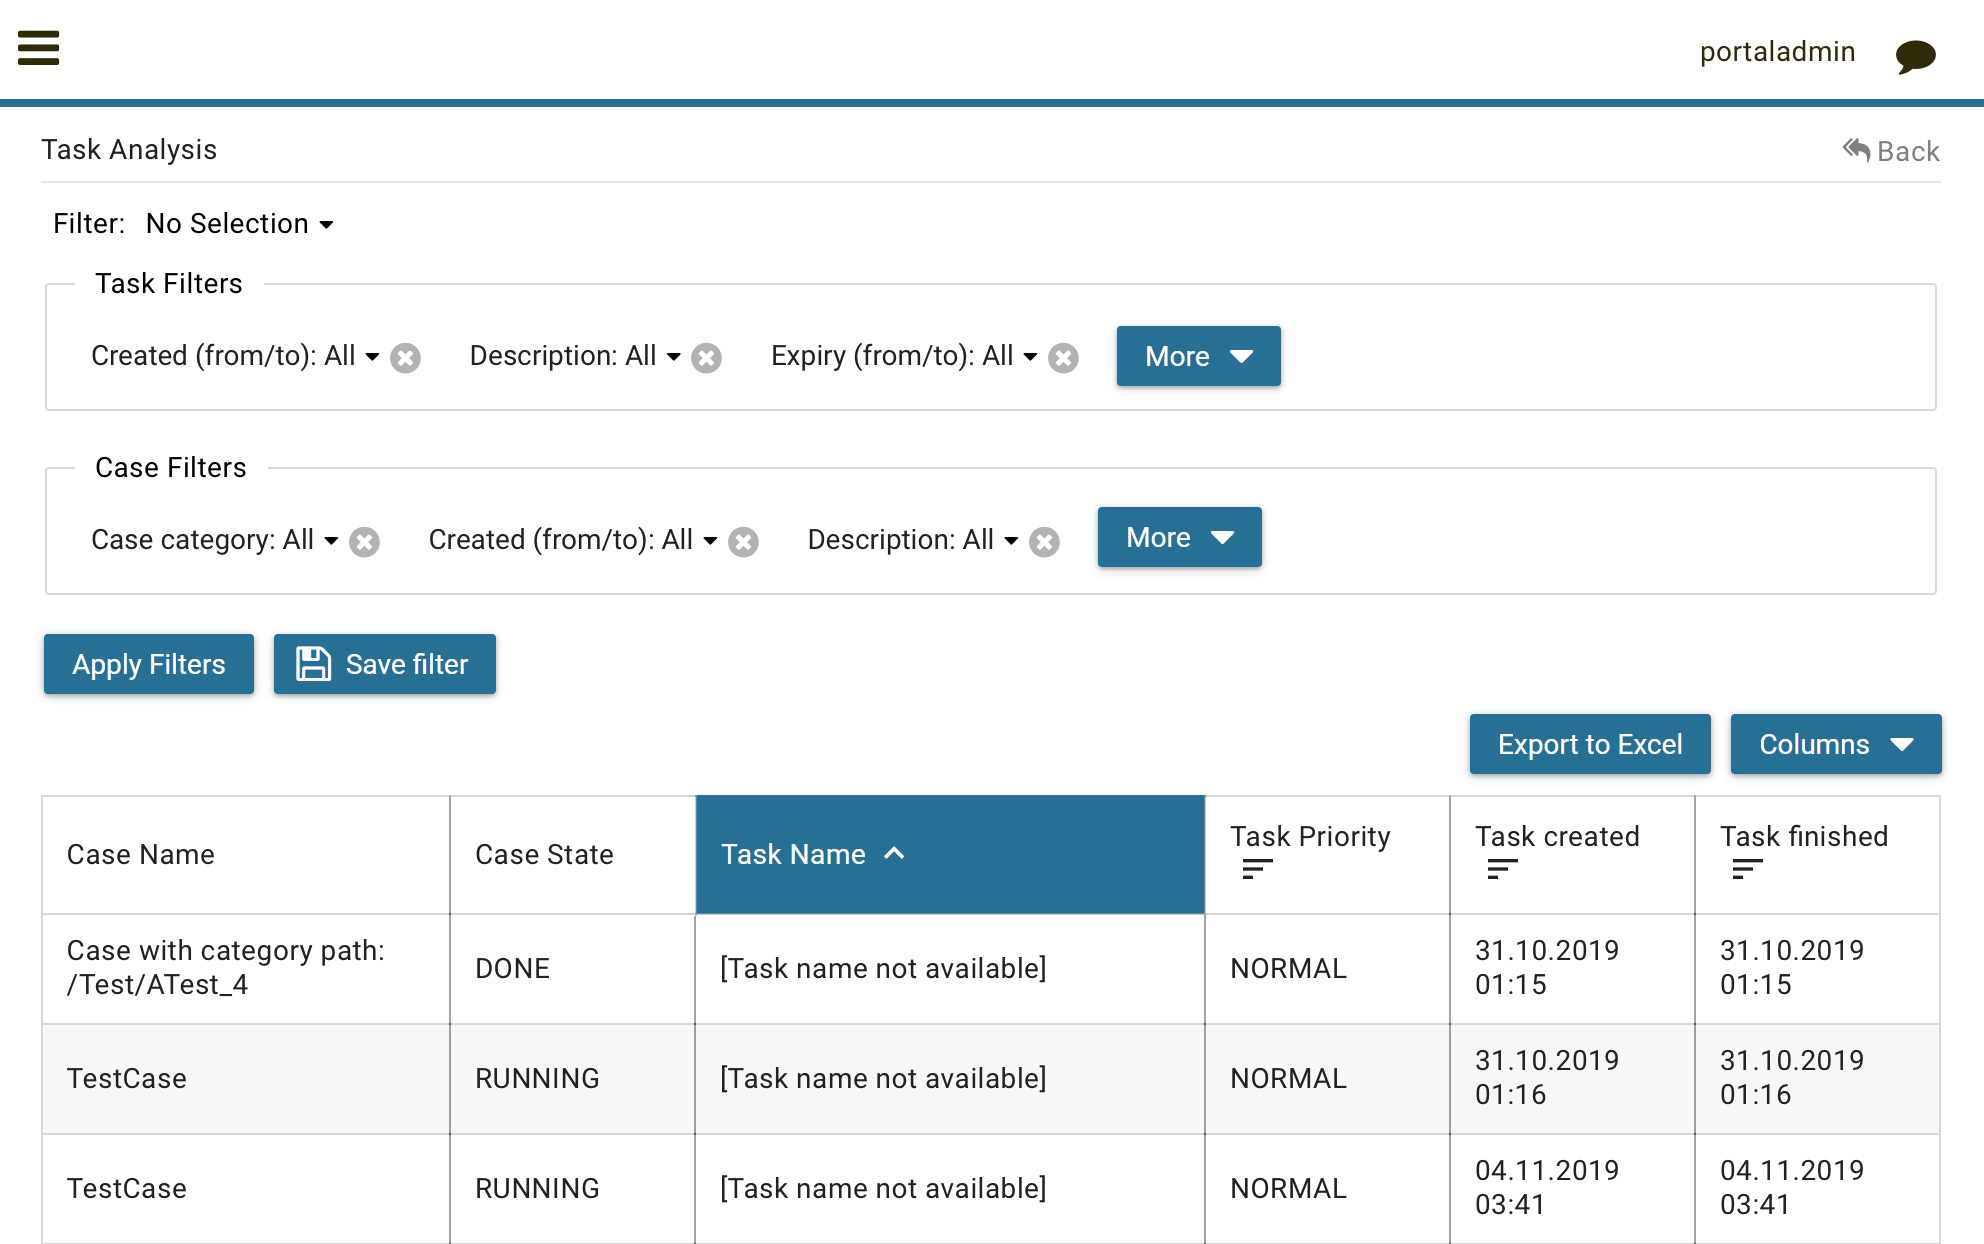 portaladmin
Task Analysis
Back
Filter: No Selection
Task Filters
Created (from/to): All Description: All Expiry (from/to): All More
Case Filters
Case category: All Created (from/to): All Description: All More
Apply Filters Save filter
Export to Excel Columns
Case Name Case State Task Name Task Priority Task created Task finished
Case with category path:
/Test/ATest_4
DONE
[Task name not available]
NORMAL
31.10.2019
01:15
31.10.2019
01:15
TestCase
RUNNING
[Task name not available]
NORMAL
31.10.2019
01:16
31.10.2019
01:16
TestCase
RUNNING
[Task name not available]
NORMAL
04.11.2019
03:41
04.11.2019
03:41